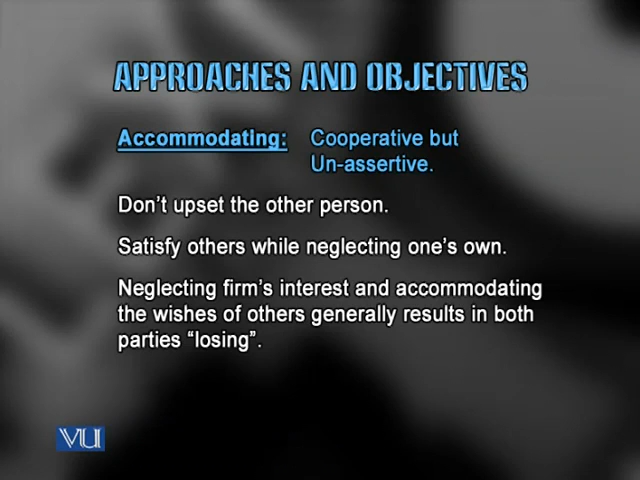 APPROACHES AND OBJECTIVES
Accommodating: Cooperative but
Un-assertive.
Don't upset the other person.
Satisfy others while neglecting one's own.
Neglecting firm's interest and accommodating
the wishes of others generally results in both
parties “losing”.
VU